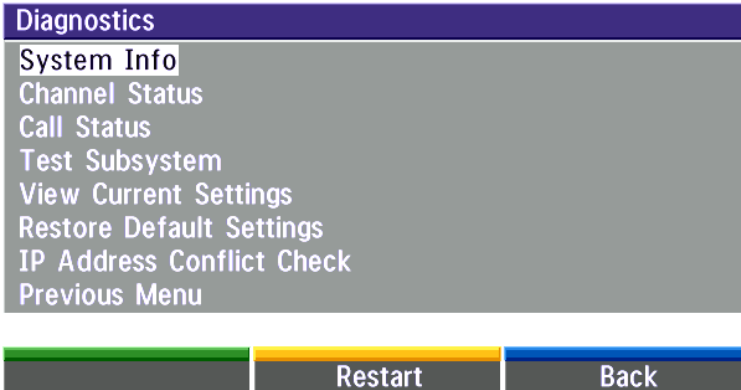 Diagnostics
System Info
Channel Status
Call Status
Test Subsystem
View Current Settings
Restore Default Settings
IP Address Conflict Check
Previous Menu
Restart Back